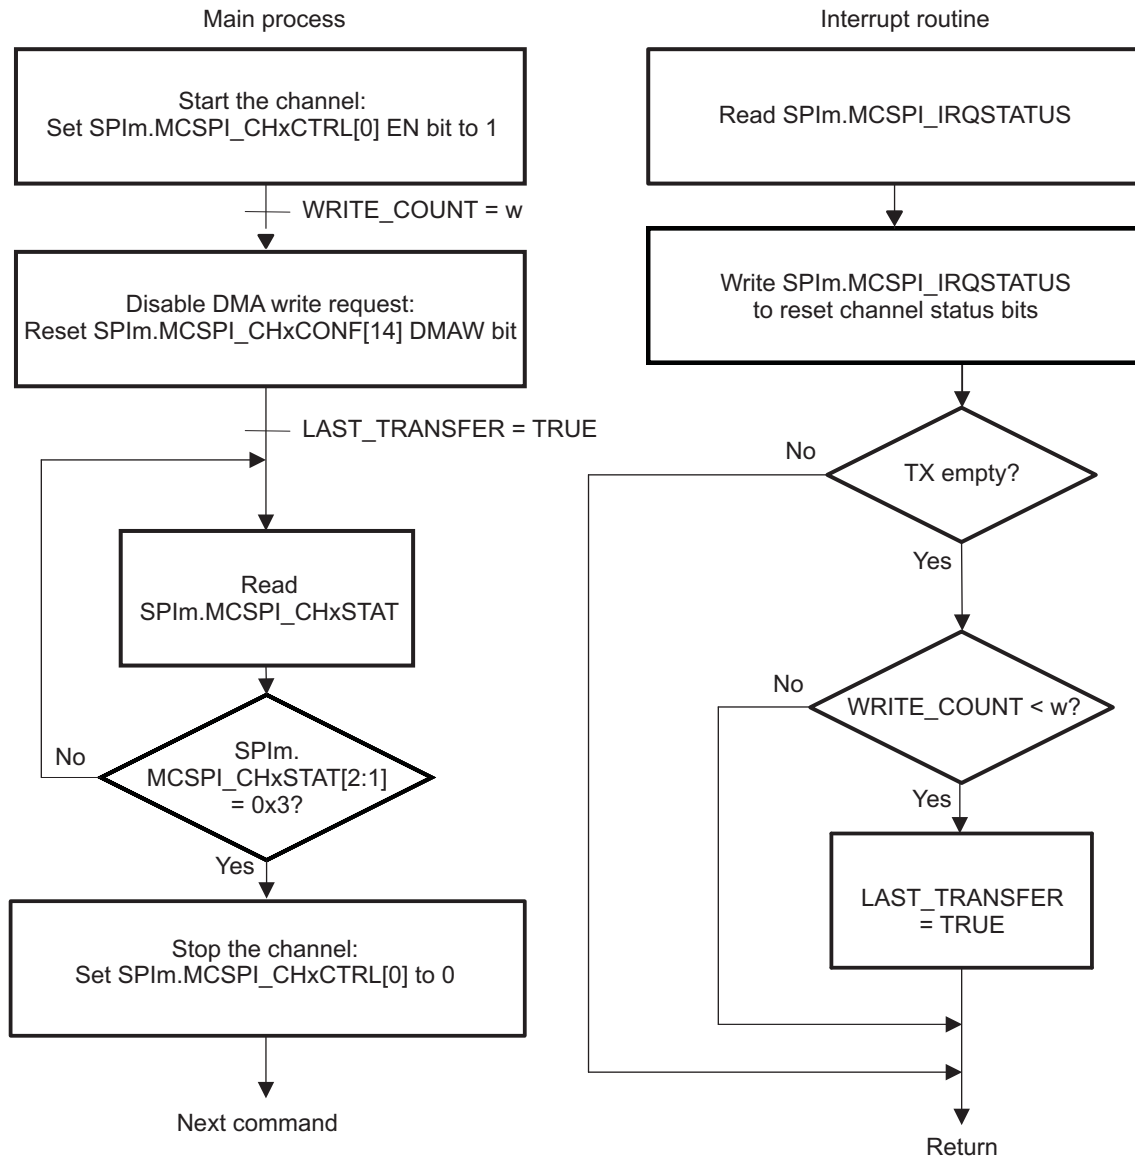 Main process
Start the channel:
Set SPIm.MCSPI_CHxCTRL[0] EN bit to 1
WRITE_COUNT = w
Disable DMA write request:
Reset SPIm.MCSPI_CHxCONF[14] DMAW bit
LAST_TRANSFER = TRUE
Read
SPIm.MCSPI_CHxSTAT
No
SPIm.
MCSPI_CHxSTAT[2:1]
= 0x3?
Yes
Stop the channel:
Set SPIm.MCSPI_CHxCTRL[0] to 0
Next command
Interrupt routine
Read SPIm.MCSPI_IRQSTATUS
Write SPIm.MCSPI_IRQSTATUS
to reset channel status bits
No
TX empty?
Yes
No
WRITE_COUNT < w?
Yes
LAST_TRANSFER
= TRUE
Return